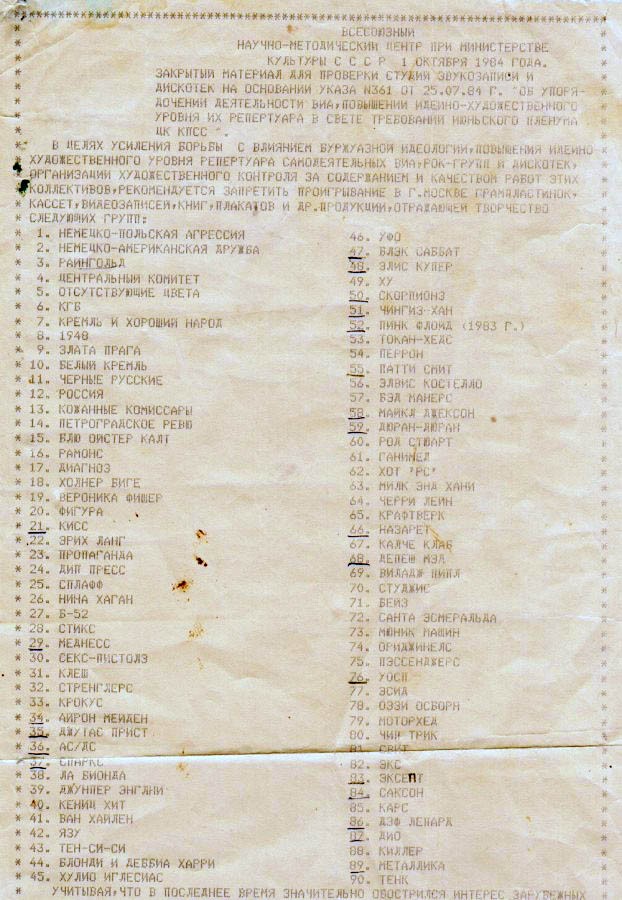 ВСЕСОЮЗНЫЙ
НАУЧНО-МЕТОДИЧЕСКИЙ ЦЕНТР ПРИ МИНИСТЕРСТВЕ
КУЛЬТУРЫ С С С Р 1 ОКТЯБРЯ 1984 ГОДА.
ЗАКРЫТЫЙ МАТЕРИАЛ ДЛЯ ПРОВЕРКИ СТУДИЙ ЗВУКОЗАПИСИ И
ДИСКОТЕК НА ОСНОВАНИИ УКАЗА N361 ОТ 25.07.84 Г. "ОБ УПОРЯ-
ДОЧЕНИИ ДЕЯТЕЛЬНОСТИ ВИА,ПОВЫШЕНИИ ИДЕЙНО-ХУДОЖЕСТВЕННОГО
УРОВНЯ ИХ РЕПЕРТУАРА В СВЕТЕ ТРЕБОВАНИЙ ИЮНЬСКОГО ПЛЕНУМА
ЦК КПСС ".
В ЦЕЛЯХ УСИЛЕНИЯ БОРЬБЫ С ВЛИЯНИЕМ БУРЖУАЗНОЙ ИДЕОЛОГИИ,ПОВЫШЕНИЯ ИДЕЙНО
ХУДОЖЕСТВЕННОГО УРОВНЯ РЕПЕРТУАРА САМОДЕЯТЕЛЬНЫХ ВИА,РОК-ГРУПП И ДИСКОТЕК,
ОРГАНИЗАЦИИ ХУДОЖЕСТВЕННОГО КОНТРОЛЯ ЗА СОДЕРЖАНИЕМ И КАЧЕСТВОМ РАБОТ ЭТИХ
КОЛЛЕКТИВОВ,РЕКОМЕНДУЕТСЯ ЗАПРЕТИТЬ ПРОИГРЫВАНИЕ В Г.МОСКВЕ ГРАМПЛАСТИНОК,
КАССЕТ,ВИДЕОЗАПИСЕЙ,КНИГ,ПЛАКАТОВ И ДР.ПРОДУКЦИИ,ОТРАЖАЮЩЕЙ ТВОРЧЕСТВО
СЛЕДУЮЩИХ ГРУПП:
1. НЕМЕЦКО-ПОЛЬСКАЯ АГРЕССИЯ
2. НЕМЕЦКО-АМЕРИКАНСКАЯ ДРУЖБА
3. РАИНГОЛЬД
4. ЦЕНТРАЛЬНЫЙ КОМИТЕТ
5. ОТСУТСТВУЮЩИЕ ЦВЕТА
6. КГБ
7. КРЕМЛЬ И ХОРОШИЙ НАРОД
8. 1948
9. ЗЛАТА ПРАГА
10. БЕЛЫЙ КРЕМЛЬ
11. ЧЕРНЫЕ РУССКИЕ
12. РОССИЯ
13. КОЖАННЫЕ КОМИССАРЫ
14. ПЕТРОГРАДСКОЕ РЕВЮ
15. БЛЮ ОЙСТЕР КАЛТ
16. РАМОНС
17. ДИАГНОЗ
18. ХОЛНЕР БИГЕ
19. ВЕРОНИКА ФИШЕР
20. ФИГУРА
21. КИСС
22. ЭРИХ ЛАНГ
23. ПРОПАГАНДА
24. ДИП ПРЕСС
25. СПЛАФФ
26. НИНА ХАГАН
27. Б-52
28. СТИКС
29. МЕДНЕСС
30. СЕКС-ПИСТОЛЗ
31. КЛЕШ
32. СТРЕНГЛЕРС
33. КРОКУС
34. АЙРОН МЕЙДЕН
35. ДЖУТАС ПРИСТ
36. АС/ДС
37. СПАРКС
38. ЛА БИОНДА
39. ДЖУНПЕР ЭНГЛНИ
40. КЕНИЦ ХИТ
41. ВАН ХАЙЛЕН
42. ЯЗУ
43. ТЕН-СИ-СИ
44. БЛОНДИ И ДЕББИА ХАРРИ
45. ХУЛИО ИГЛЕСИАС
46. УФО
47. БЛЭК САББАТ
48. ЭЛИС КУПЕР
49. ХУ
50. СКОРПИОНЗ
51. ЧИНГИЗ-ХАН
52. ПИНК ФЛОЙД (1983 Г.)
53. ТОКАН-ХЕДС
54. ПЕРРОН
55. ПАТТИ СМИТ
56. ЭЛВИС КОСТЕЛЛО
57. БЭД МАНЕРС
58. МАЙКЛ ДЖЕКСОН
59. ДЮРАН-ДЮРАН
60. РОД СТЮАРТ
61. ГАНИМЕД
62. ХОТ 'РС'
63. МИЛК ЭНД ХАНИ
64. ЧЕРРИ ЛЕЙН
65. КРАФТВЕРК
66. НАЗАРЕТ
67. КАЛЧЕ КЛАБ
68. ДЕПЕШ МЭД
69. ВИЛАДЖ ПИПЛ
70. СТУДЖИС
71. БЕЙЗ
72. САНТА ЭСМЕРАЛЬДА
73. МЮНИК МАШИН
74. ОРИДЖИНЕЛС
75. ПЭССЕНДЖЕРС
76. УОСП
77. ЭСИД
78. ОЗЗИ ОСБОРН
79. МОТОРХЕД
80. ЧИП ТРИК
81. СВИТ
82. ЭКС
83. ЭКСЕПТ
84. САКСОН
85. КАРС
86. ДЭФ ЛЕПАРД
87. ДИО
88. КИЛЛЕР
89. МЕТАЛЛИКА
90. ТЕНК
УЧИТЫВАЯ,ЧТО В ПОСЛЕДНЕЕ ВРЕМЯ ЗНАЧИТЕЛЬНО ОБОСТРИЛСЯ ИНТЕРЕС ЗАРУБЕЖНЫХ